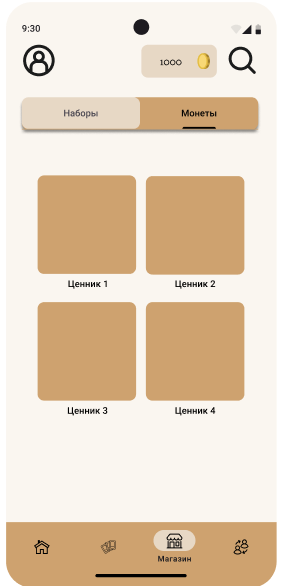 9:30
1000
Наборы Монеты
Ценник 1 Ценник 2
Ценник 3 Ценник 4
Магазин